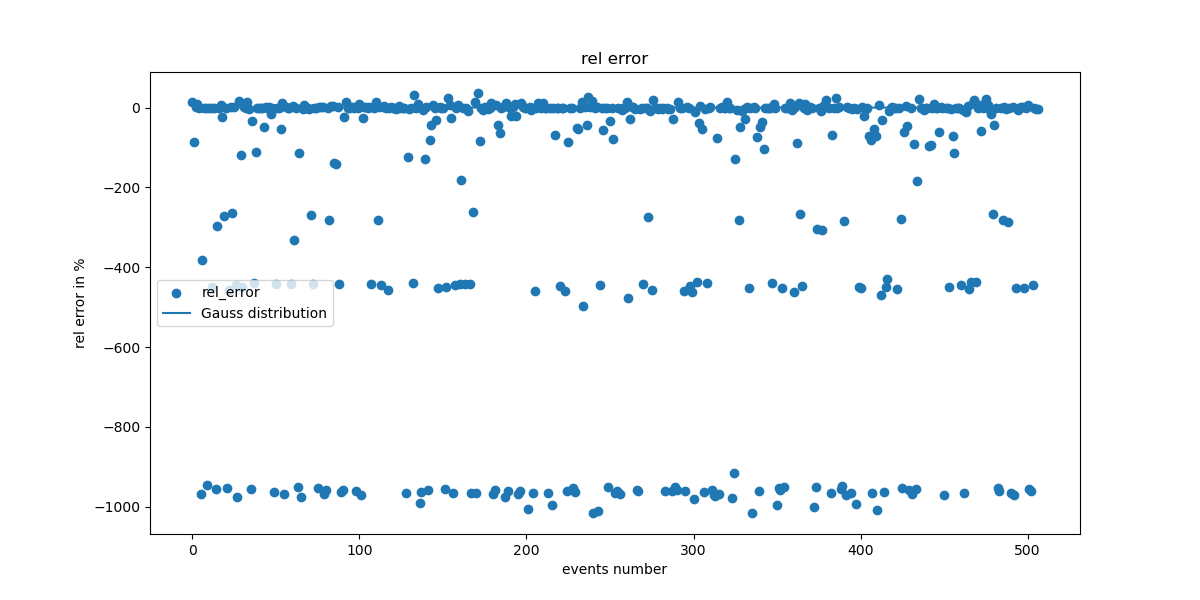 rel error
0
−200
−400
−600
−800
−1000
rel error in %
rel_error
Gauss distribution
0
100
200
300
400
500
events number